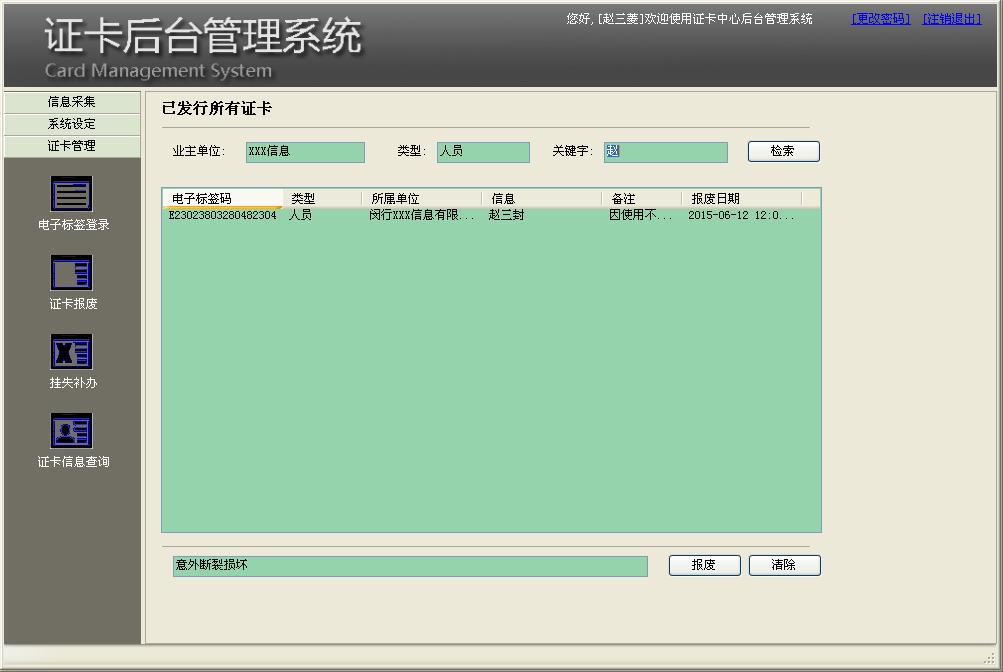 证卡后台管理系统
Card Management System
您好, [赵三菱]欢迎使用证卡中心后台管理系统 [更改密码] [注销退出]
信息采集
系统设定
证卡管理
电子标签登录
证卡报废
挂失补办
证卡信息查询
已发行所有证卡
业主单位: XXX信息 类型: 人员 关键字: 赵 检索
电子标签码 类型 所属单位 信息 备注 报废日期
E23023803280482304 人员 闵行XXX信息有限... 赵三封 因使用不... 2015-06-12 12:0...
意外断裂损坏 报废 清除